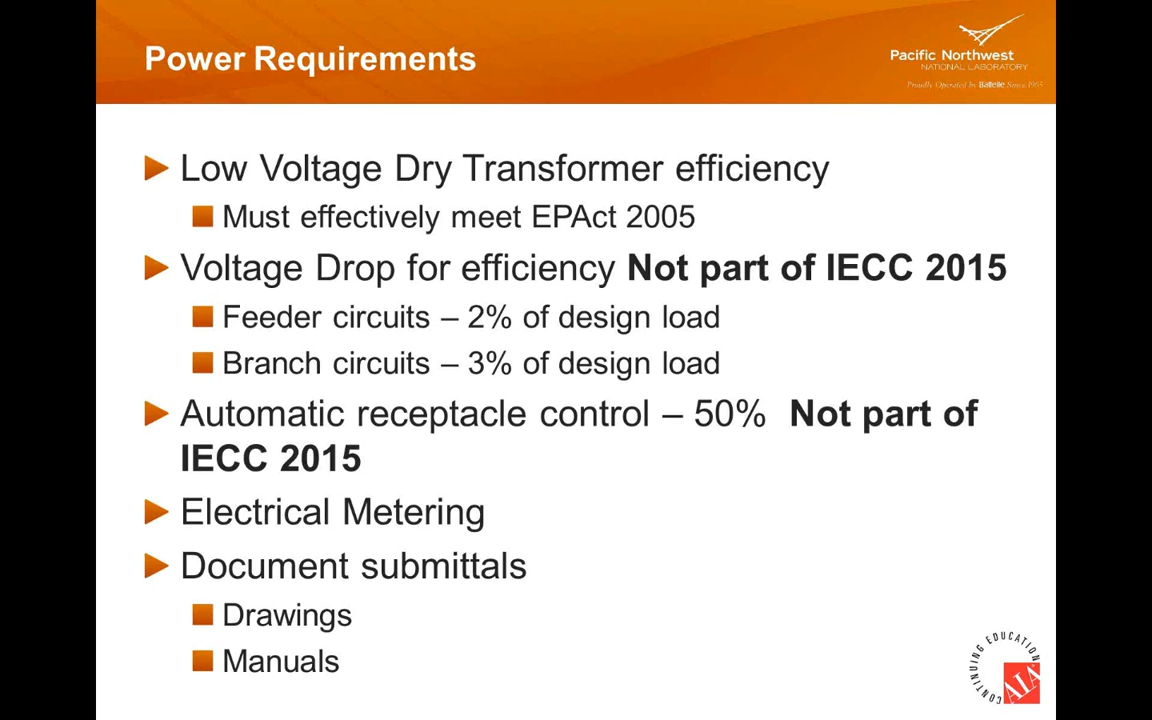 Power Requirements
Pacific Northwest
NATIONAL LABORATORY
Proudly Operated by Battelle Since 1965
Low Voltage Dry Transformer efficiency
Must effectively meet EPAct 2005
Voltage Drop for efficiency Not part of IECC 2015
Feeder circuits – 2% of design load
Branch circuits – 3% of design load
Automatic receptacle control – 50% Not part of
IECC 2015
Electrical Metering
Document submittals
Drawings
Manuals
CONTINUING EDUCATION
AIA